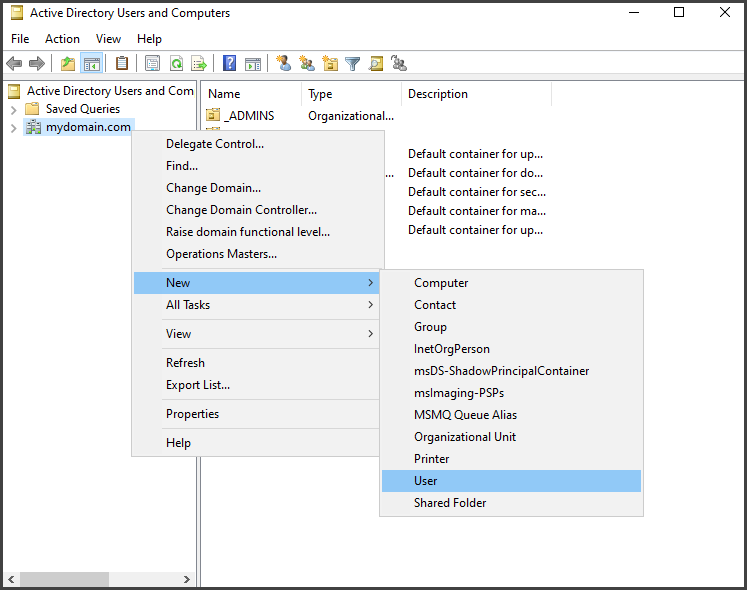 Active Directory Users and Computers
File Action View Help
Active Directory Users and Com
Saved Queries
mydomain.com
Name Type Description
_ADMINS Organizational...
Default container for up...
... Default container for do...
Default container for sec...
Default container for ma...
Default container for up...
Delegate Control...
Find...
Change Domain...
Change Domain Controller...
Raise domain functional level...
Operations Masters...
New
All Tasks
View
Refresh
Export List...
Properties
Help
Computer
Contact
Group
InetOrgPerson
msDS-ShadowPrincipalContainer
msImaging-PSPs
MSMQ Queue Alias
Organizational Unit
Printer
User
Shared Folder